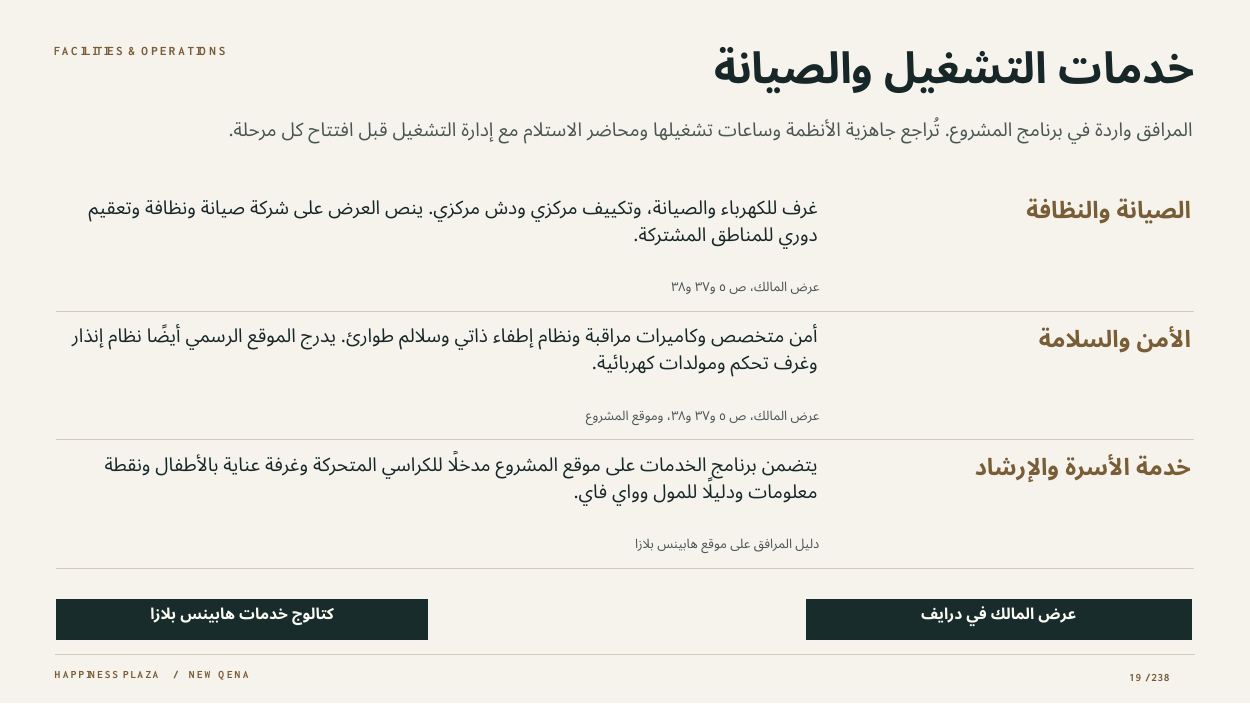 FACILITIES & OPERATIONS
خدمات التشغيل والصيانة
المرافق واردة في برنامج المشروع. تُراجع جاهزية الأنظمة وساعات تشغيلها ومحاضر الاستلام مع إدارة التشغيل قبل افتتاح كل مرحلة.
الصيانة والنظافة
غرف للكهرباء والصيانة، وتكييف مركزي ودش مركزي. ينص العرض على شركة صيانة ونظافة وتعقيم
دوري للمناطق المشتركة.
عرض المالك، ص ٥ و٣٧ و٣٨
الأمن والسلامة
أمن متخصص وكاميرات مراقبة ونظام إطفاء ذاتي وسلالم طوارئ. يدرج الموقع الرسمي أيضًا نظام إنذار
وغرف تحكم ومولدات كهربائية.
عرض المالك، ص ٥ و٣٧ و٣٨، وموقع المشروع
خدمة الأسرة والإرشاد
يتضمن برنامج الخدمات على موقع المشروع مدخلًا للكراسي المتحركة وغرفة عناية بالأطفال ونقطة
معلومات ودليلًا للمول وواي فاي.
دليل المرافق على موقع هابينس بلازا
عرض المالك في درايف
كتالوج خدمات هابينس بلازا
HAPPINESS PLAZA / NEW QENA
19 /238